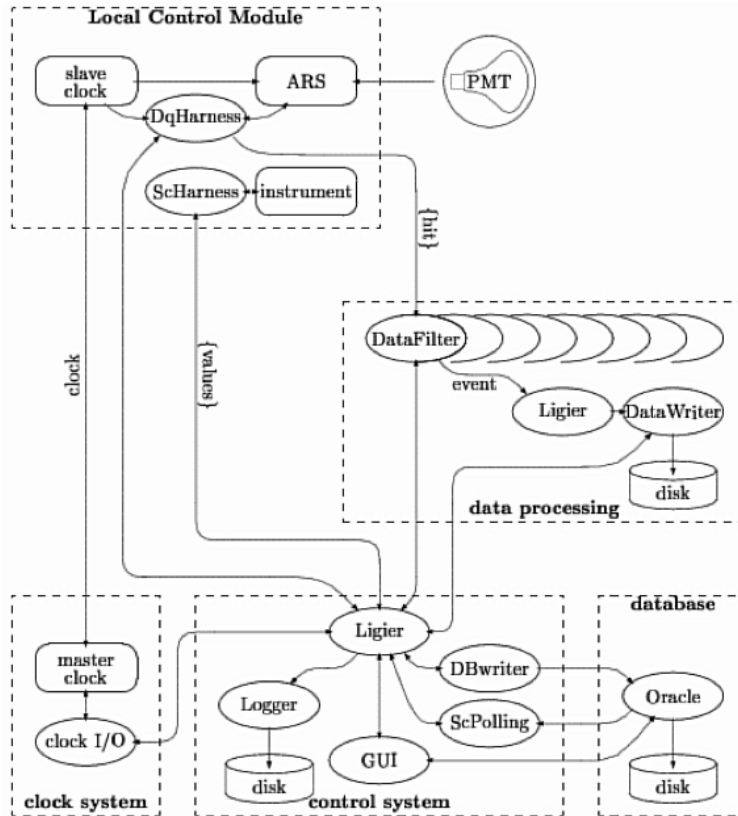 Local Control Module
slave
clock
ARS
PMT
DqHarness
ScHarness
instrument
{hit}
{values}
clock
DataFilter
event
Ligier
DataWriter
disk
data processing
Ligier
master
clock
clock I/O
clock system
Logger
disk
GUI
DBwriter
ScPolling
control system
database
Oracle
disk